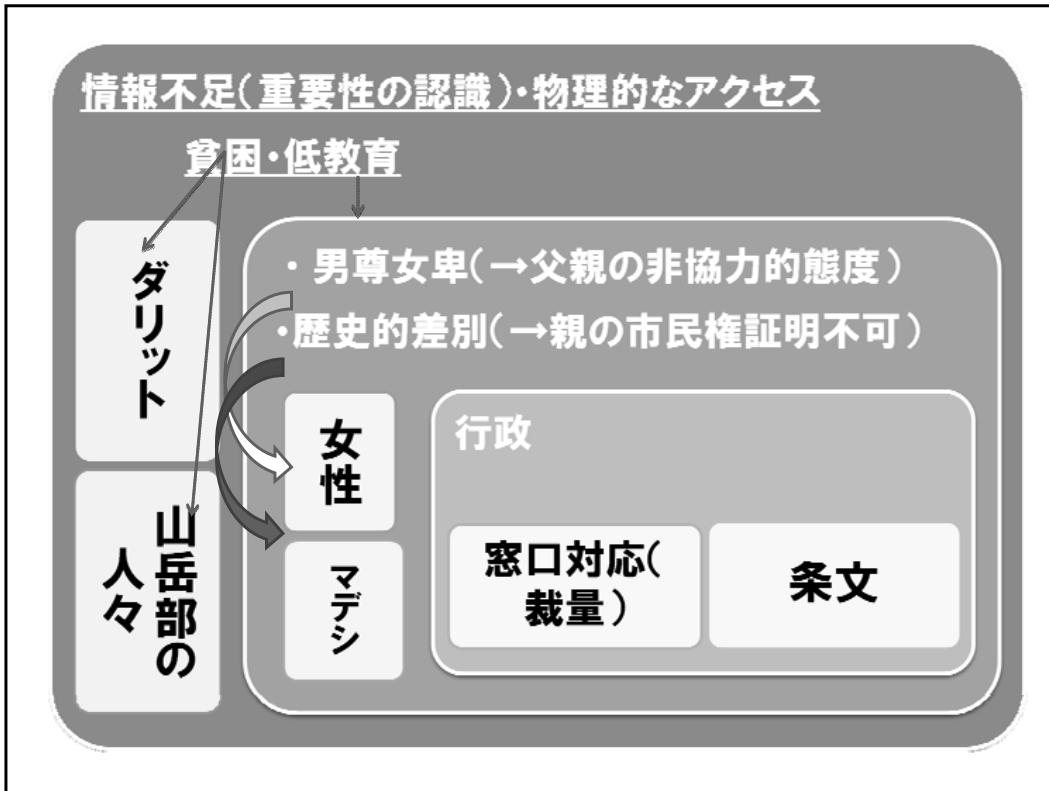 情報不足(重要性の認識)・物理的なアクセス
貧困・低教育
ダリット
山岳部の
人々
・男尊女卑(→父親の非協力的態度)
・歴史的差別(→親の市民権証明不可)
女性
マデシ
行政
窓口対応(
裁量)
条文